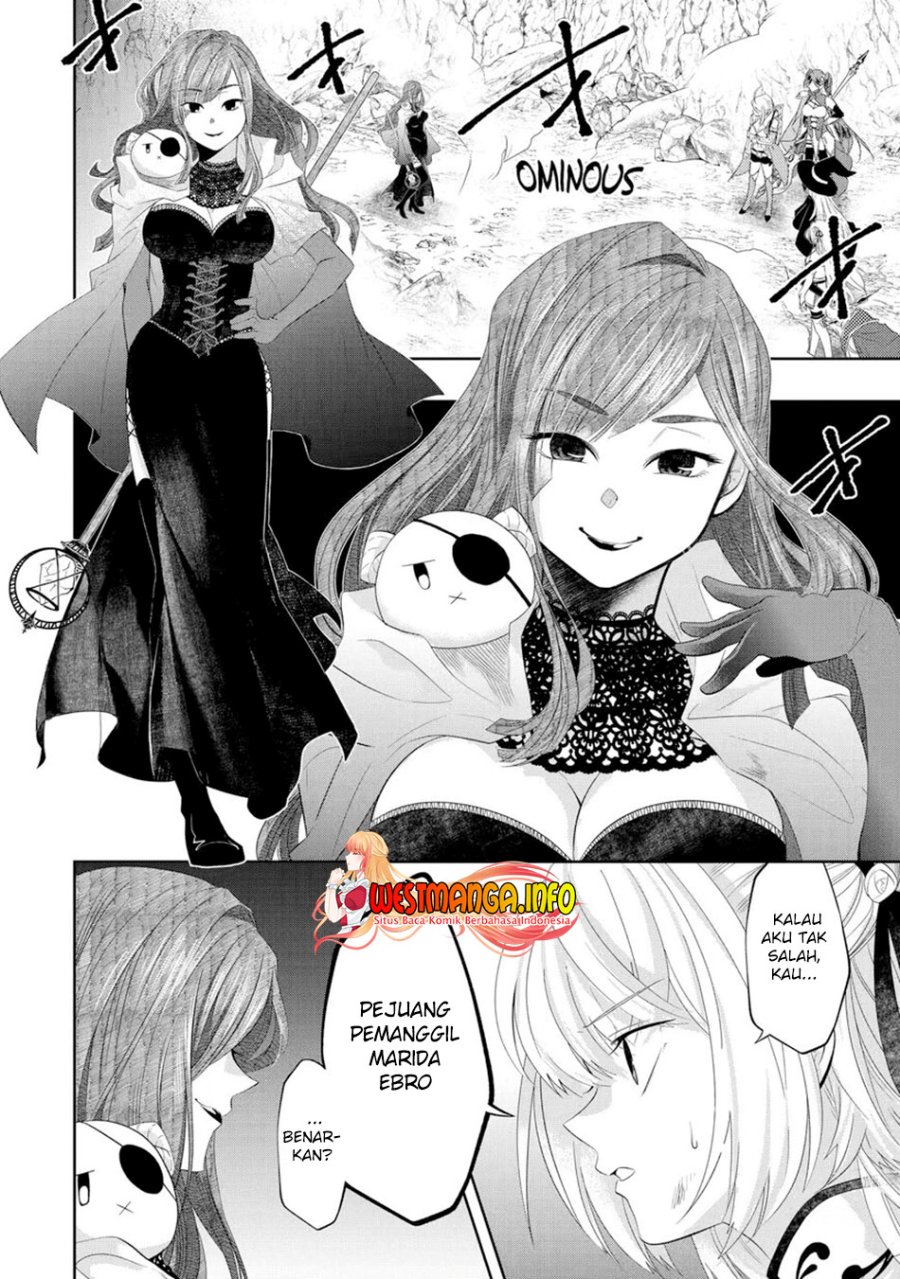 OMINOUS
KALAU
AKU TAK
SALAH,
KAU...
PEJUANG
PEMANGGIL
MARIDA
EBRO
...
BENAR-
KAN?
WESTMANGA.INFO
Situs Baca Komik Berbahasa Indonesia